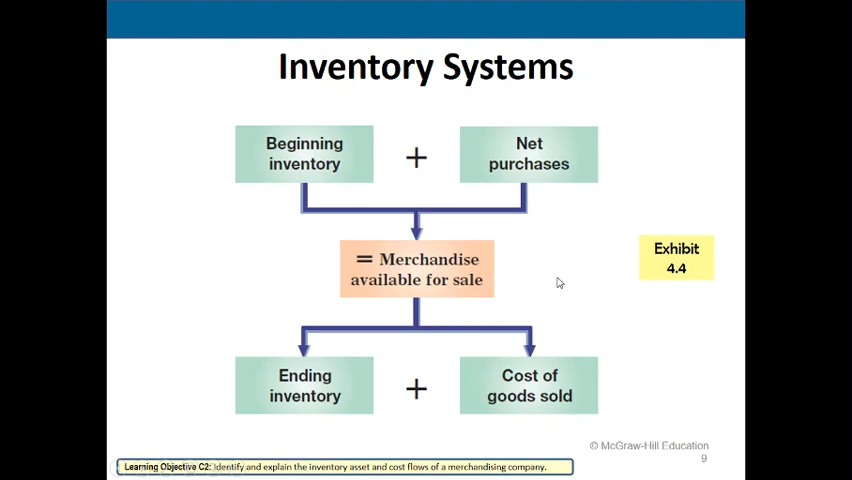 Inventory Systems
Beginning
inventory
+
Net
purchases
= Merchandise
available for sale
Exhibit
4.4
Ending
inventory
+
Cost of
goods sold
© McGraw-Hill Education
9
Learning Objective C2: Identify and explain the inventory asset and cost flows of a merchandising company.